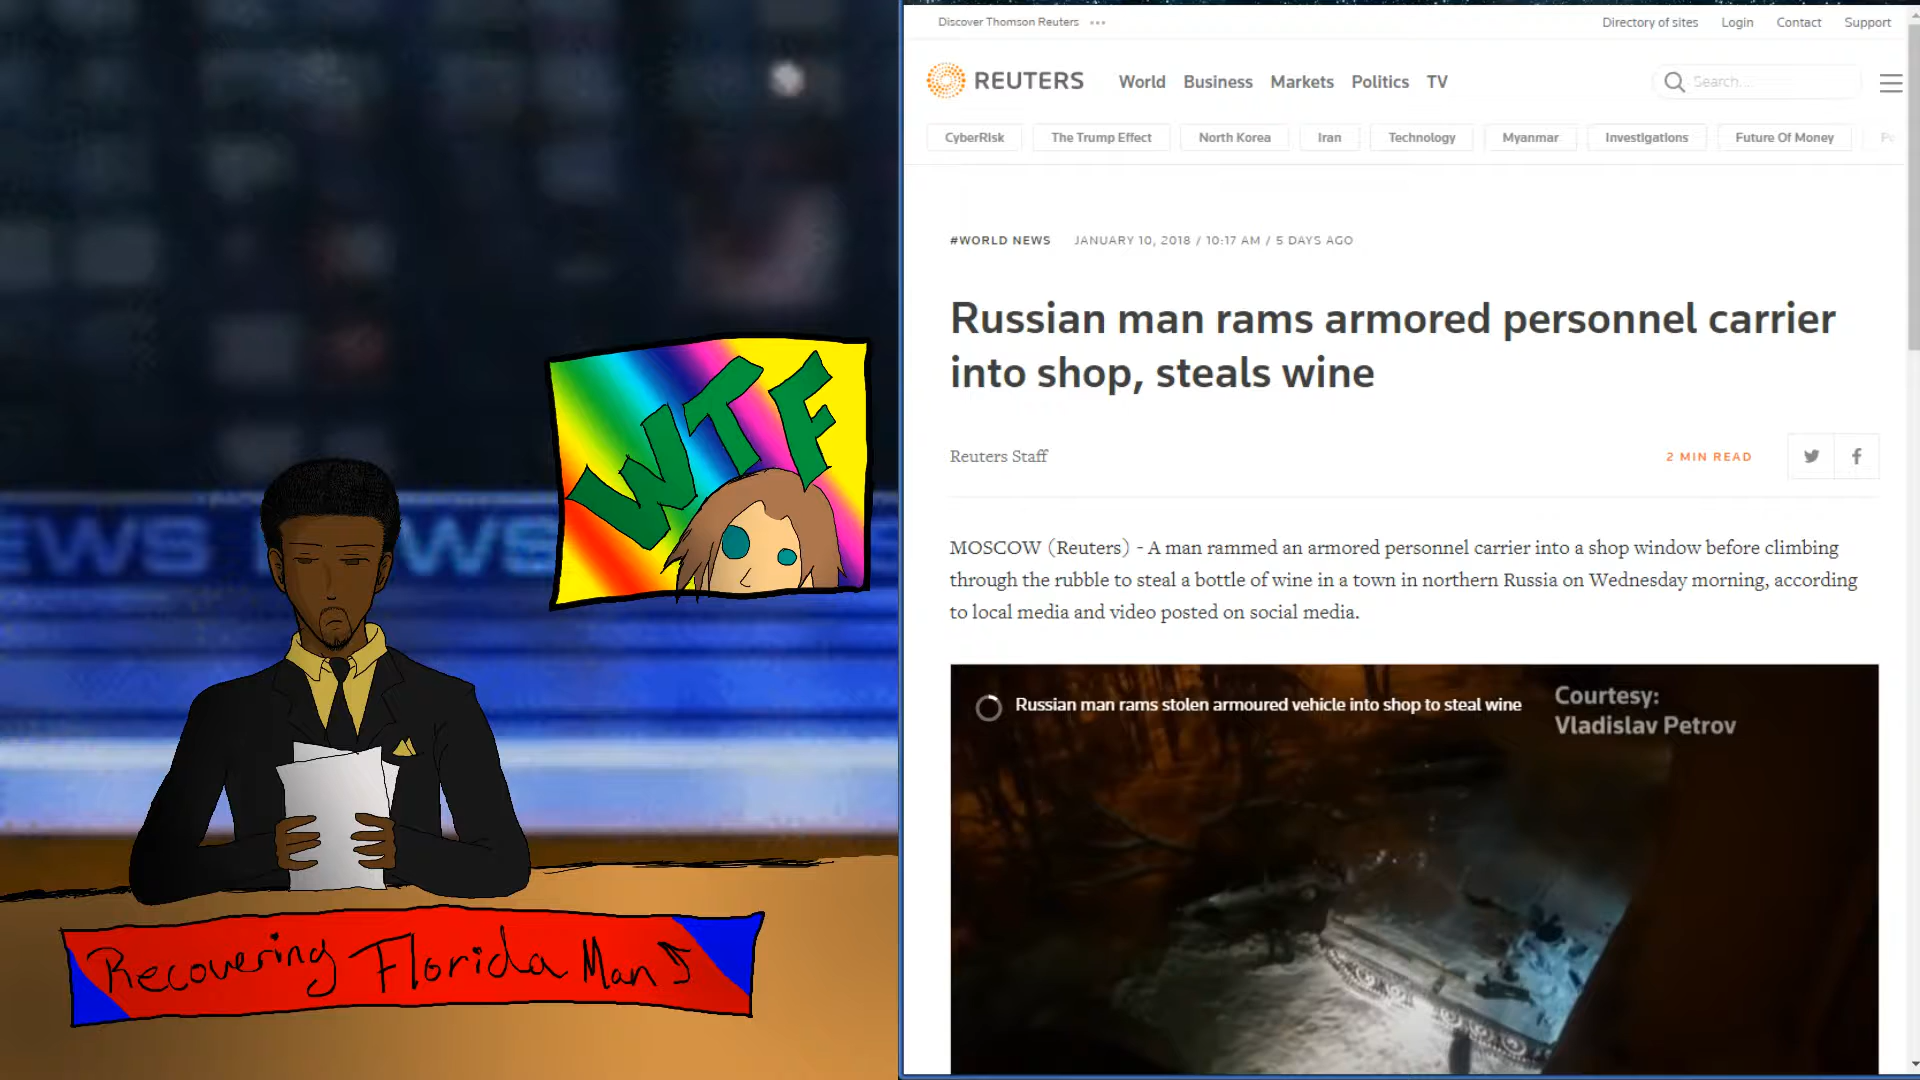 EWS NEWS
WTF
Recovering Florida Man
Discover Thomson Reuters
Directory of sites Login Contact Support
REUTERS World Business Markets Politics TV Search...
CyberRisk The Trump Effect North Korea Iran Technology Myanmar Investigations Future Of Money
#WORLD NEWS JANUARY 10, 2018 / 10:17 AM / 5 DAYS AGO
Russian man rams armored personnel carrier
into shop, steals wine
Reuters Staff 2 MIN READ
MOSCOW (Reuters) - A man rammed an armored personnel carrier into a shop window before climbing
through the rubble to steal a bottle of wine in a town in northern Russia on Wednesday morning, according
to local media and video posted on social media.
Russian man rams stolen armoured vehicle into shop to steal wine
Courtesy:
Vladislav Petrov